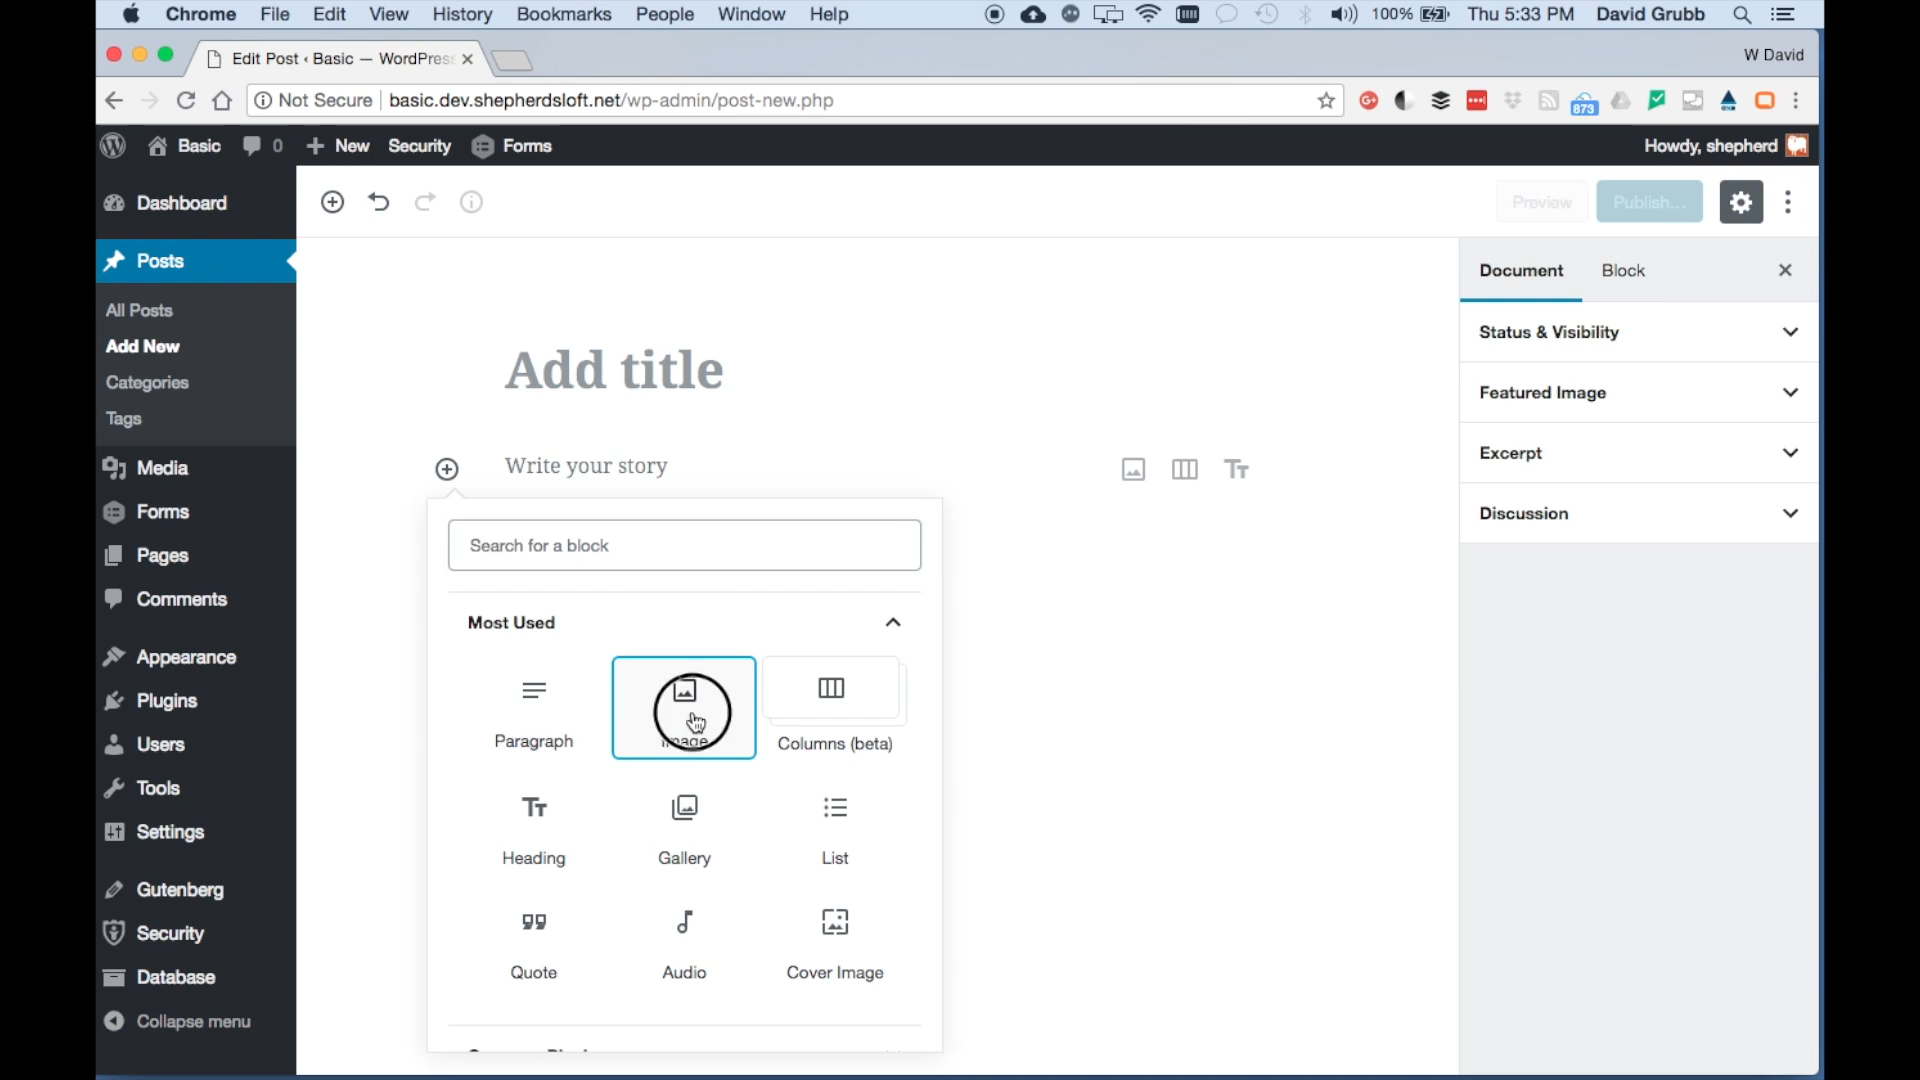 Chrome File Edit View History Bookmarks People Window Help 100% Thu 5:33 PM David Grubb
Edit Post ‹ Basic — WordPress W David
Not Secure basic.dev.shepherdsloft.net/wp-admin/post-new.php 873
Basic 0 New Security Forms Howdy, shepherd
Dashboard
Posts
All Posts
Add New
Categories
Tags
Media
Forms
Pages
Comments
Appearance
Plugins
Users
Tools
Settings
Gutenberg
Security
Database
Collapse menu
Preview Publish...
Add title
Write your story
Search for a block
Most Used
Paragraph Image Columns (beta)
Heading Gallery List
Quote Audio Cover Image
Document Block
Status & Visibility
Featured Image
Excerpt
Discussion